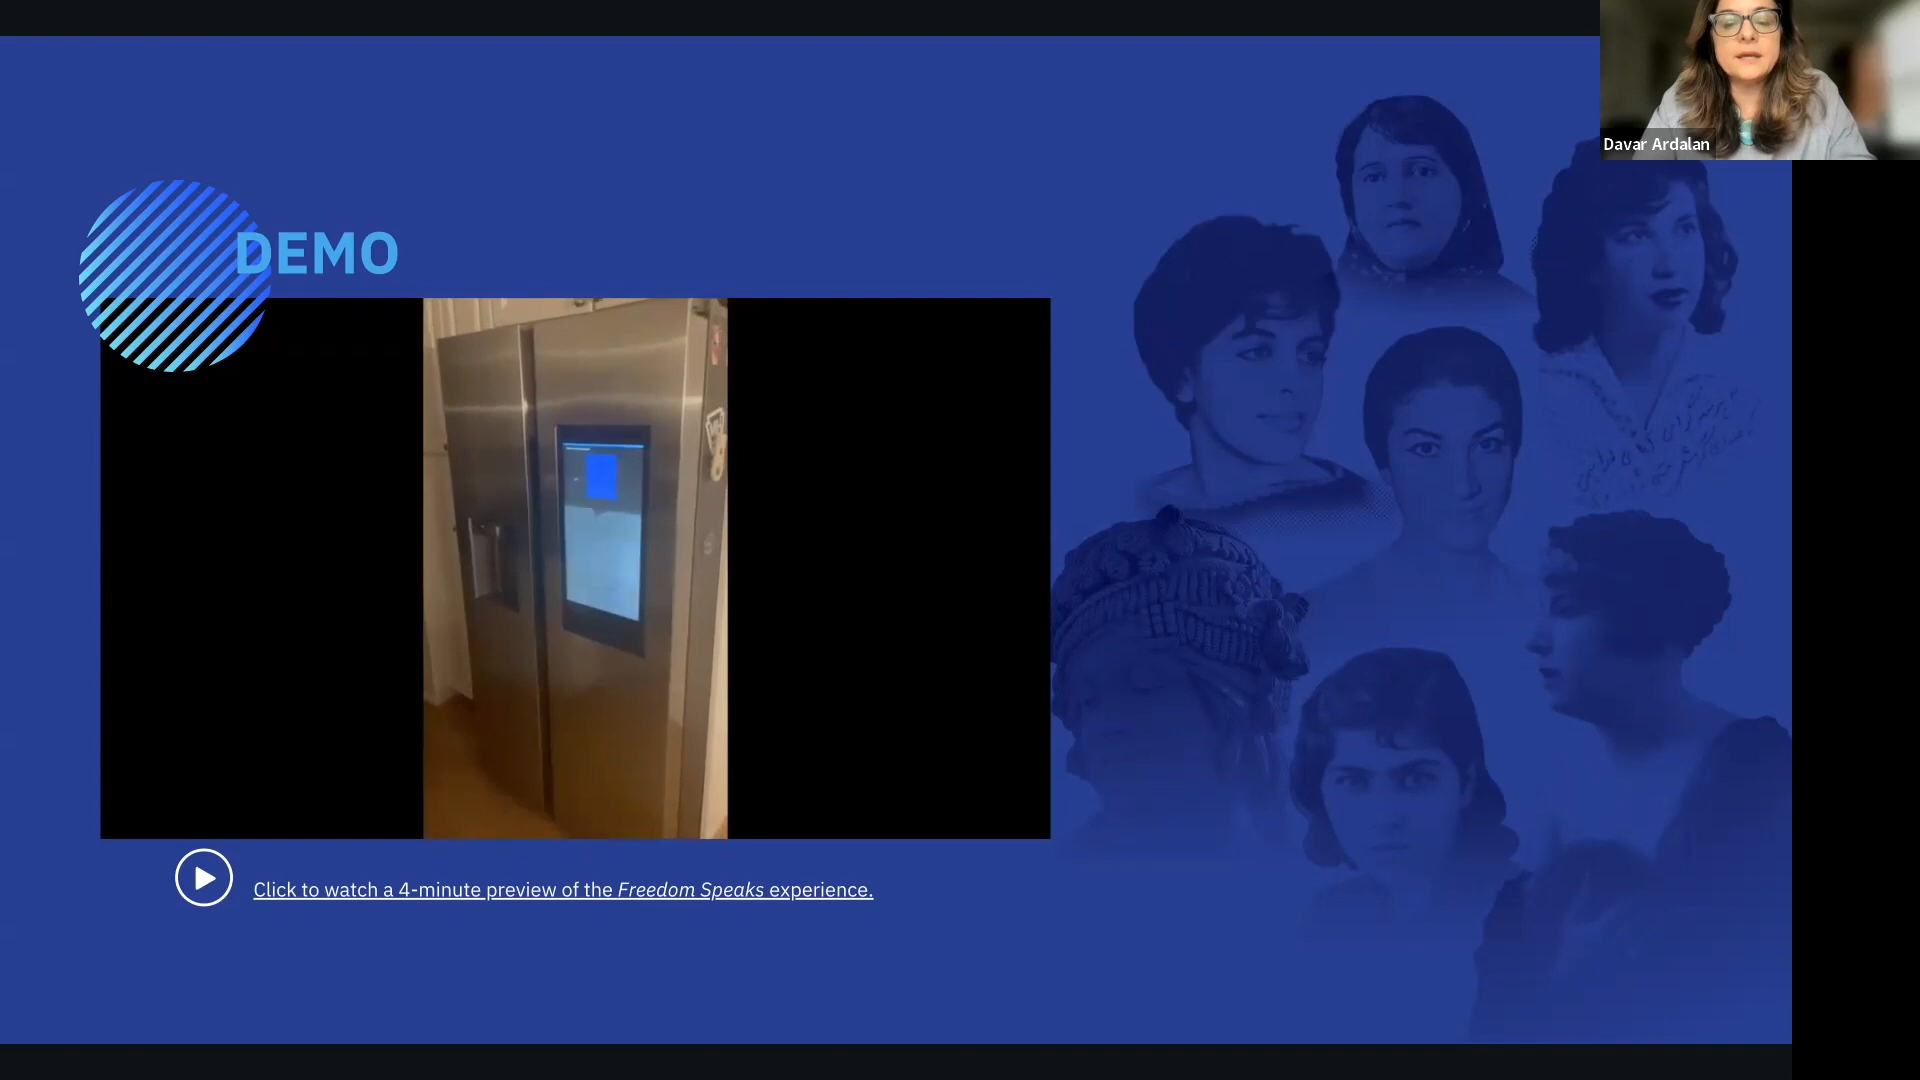 Davar Ardalan
DEMO
Click to watch a 4-minute preview of the Freedom Speaks experience.